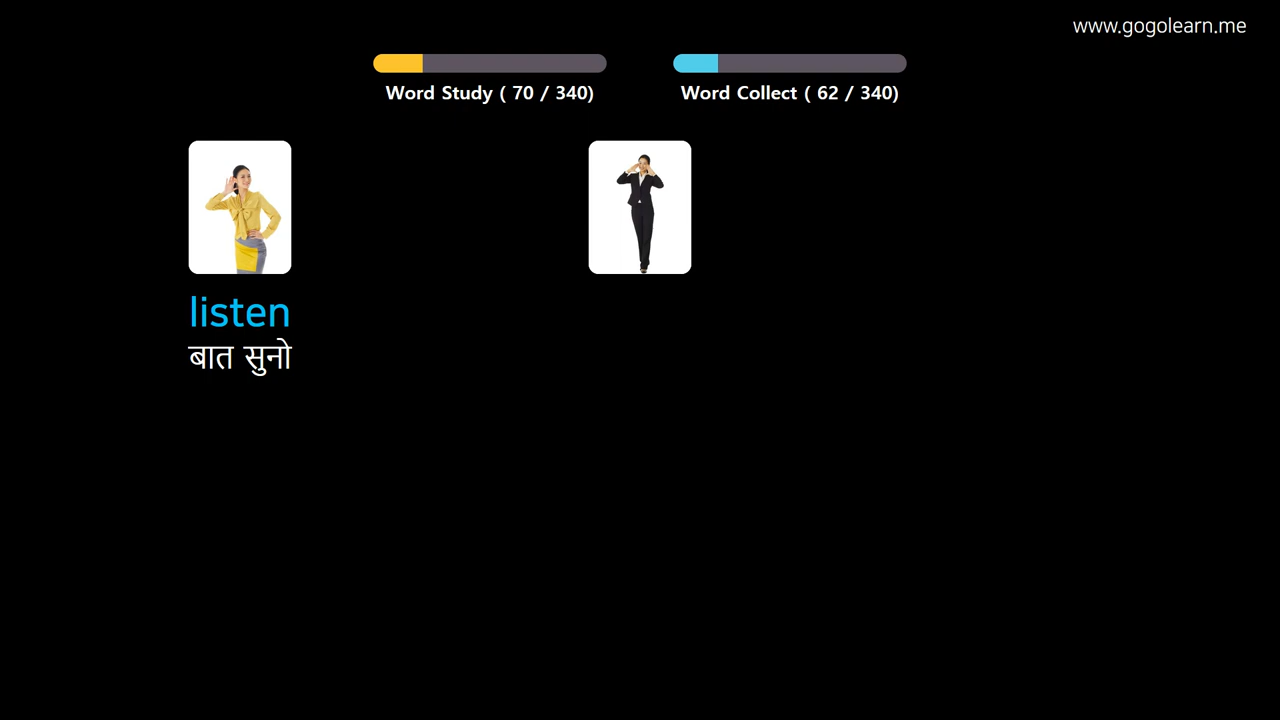 www.gogolearn.me
Word Study ( 70 / 340)
Word Collect ( 62 / 340)
listen
बात सुनो